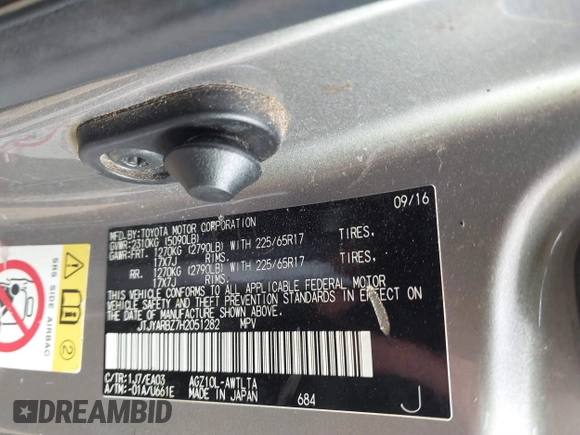 09/16
MFD.BY:TOYOTA MOTOR CORPORATION
GVWR:2310KG (5090LB)
GAWR:FRT. 1270KG (2790LB) WITH 225/65R17 TIRES.
17X7J RIMS.
RR. 1270KG (2790LB) WITH 225/65R17 TIRES.
17X7J RIMS.
THIS VEHICLE CONFORMS TO ALL APPLICABLE FEDERAL MOTOR
VEHICLE SAFETY AND THEFT PREVENTION STANDARDS IN EFFECT ON
THE DATE OF MANUFACTURE SHOWN ABOVE.
JTJYARBZ7H2051282 MPV
C/TR:1J7/EA03 AGZ10L-AWTLTA
A/TM:-01A/U661E MADE IN JAPAN 684
J
SRS SIDE AIRBAG
2
DREAMBID